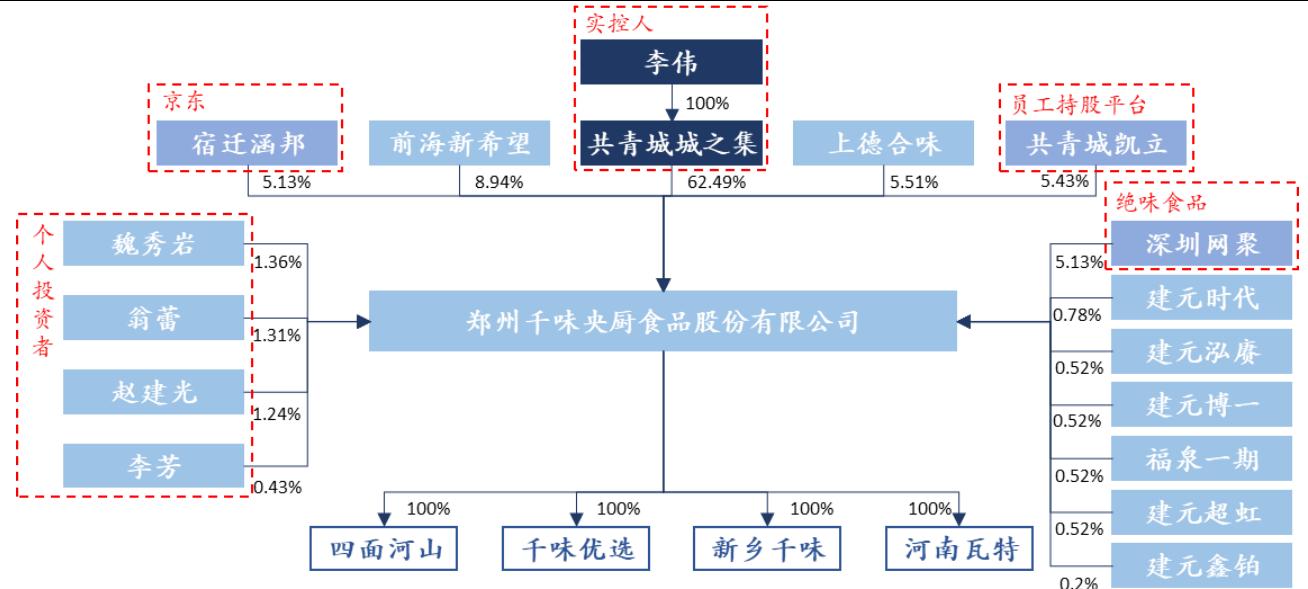 实控人
李伟
100%
京东
宿迁涵邦
前海新希望
共青城城之集
上德合味
员工持股平台
共青城凯立
5.13%
8.94%
62.49%
5.51%
5.43%
个人投资者
魏秀岩
1.36%
翁蕾
1.31%
赵建光
1.24%
李芳
0.43%
郑州千味央厨食品股份有限公司
绝味食品
深圳网聚
5.13%
建元时代
0.78%
建元泓赓
0.52%
建元博一
0.52%
福泉一期
0.52%
建元超虹
0.52%
建元鑫铂
0.2%
100%
100%
100%
100%
四面河山
千味优选
新乡千味
河南瓦特